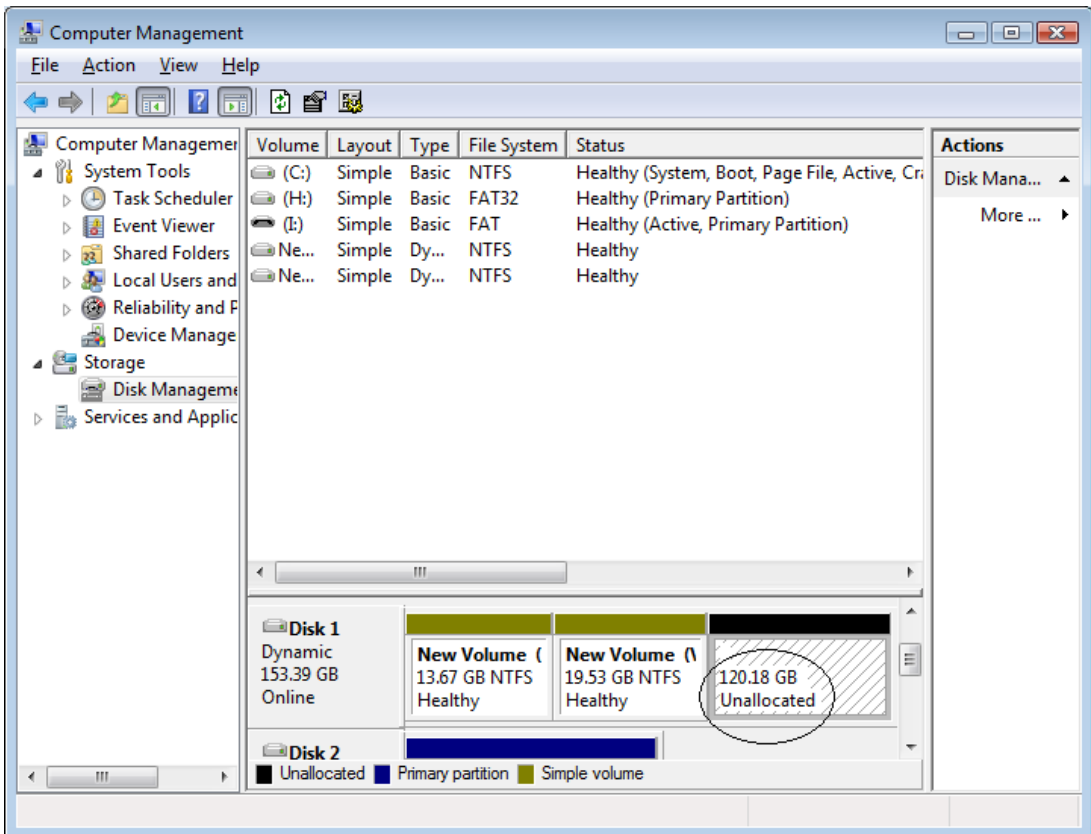 Computer Management
File Action View Help
Computer Managemer
System Tools
Task Scheduler
Event Viewer
Shared Folders
Local Users and
Reliability and P
Device Manage
Storage
Disk Manageme
Services and Applic
Volume Layout Type File System Status
(C:) Simple Basic NTFS Healthy (System, Boot, Page File, Active, Cra
(H:) Simple Basic FAT32 Healthy (Primary Partition)
(I:) Simple Basic FAT Healthy (Active, Primary Partition)
Ne... Simple Dy... NTFS Healthy
Ne... Simple Dy... NTFS Healthy
Actions
Disk Mana...
More ...
Disk 1
Dynamic
153.39 GB
Online
New Volume (
13.67 GB NTFS
Healthy
New Volume (\
19.53 GB NTFS
Healthy
120.18 GB
Unallocated
Disk 2
Unallocated Primary partition Simple volume